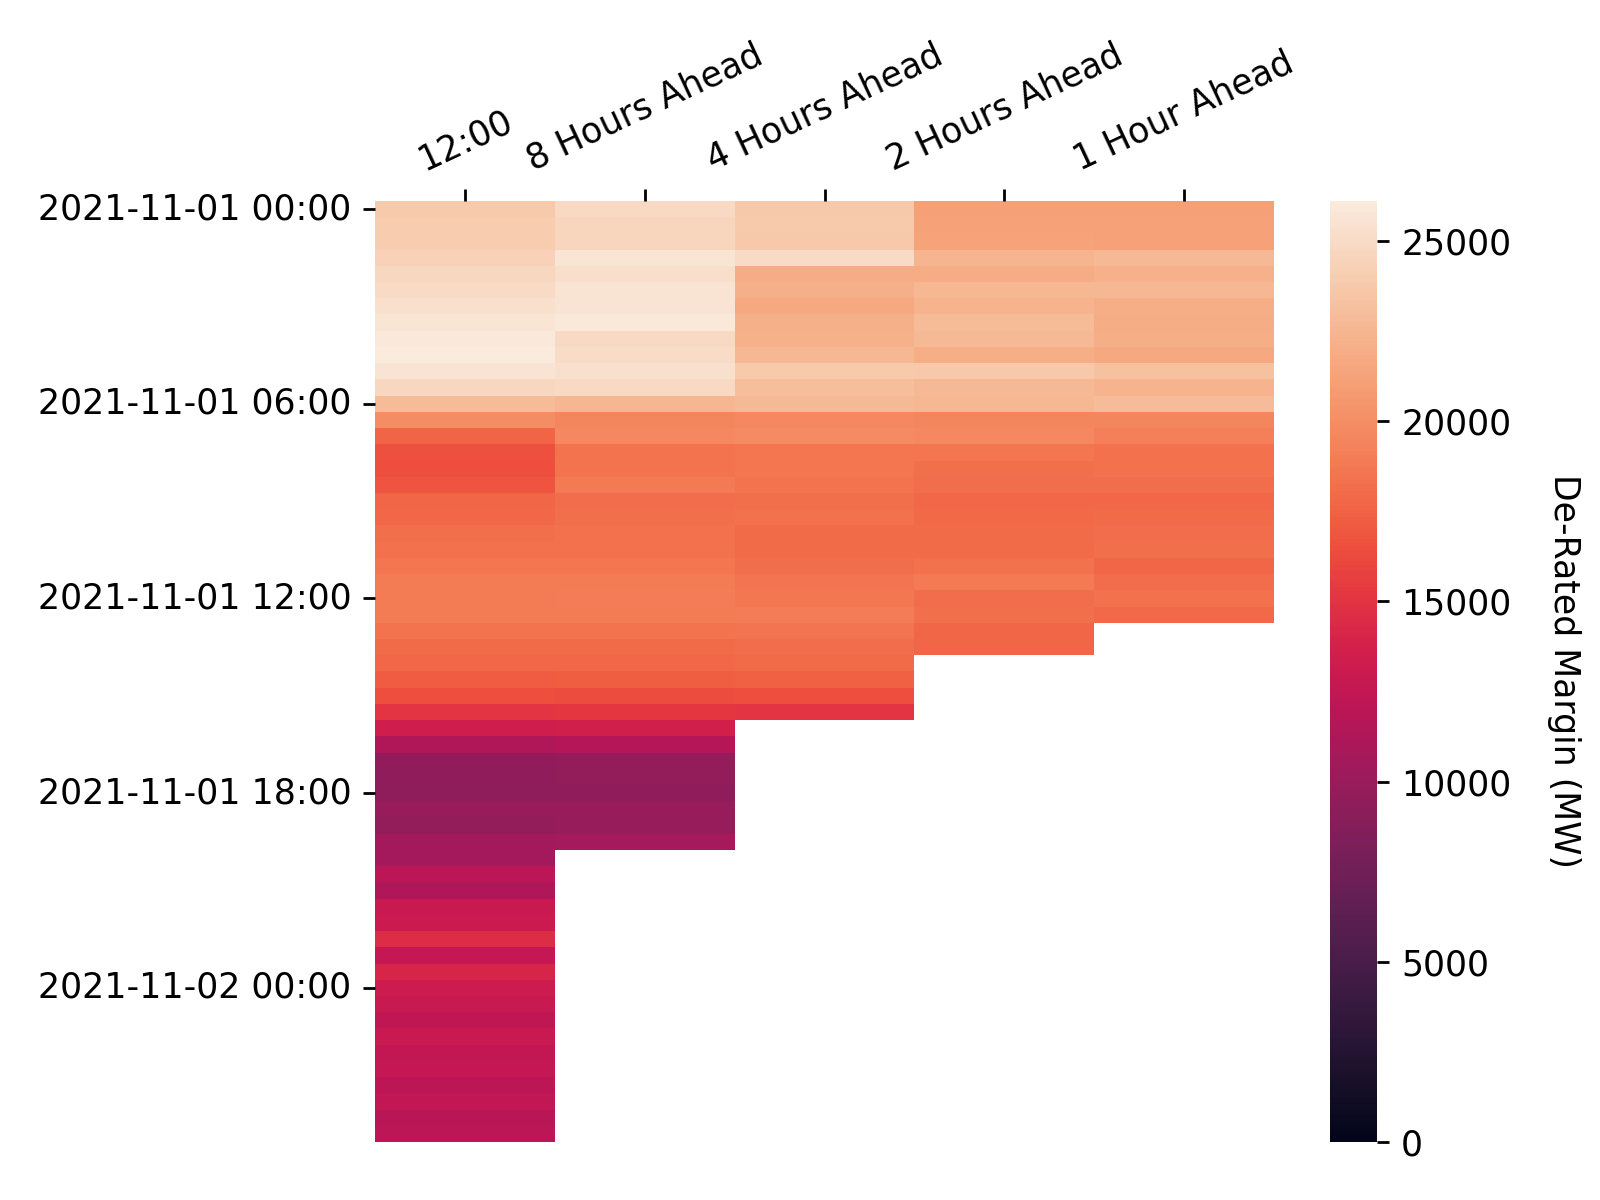 12:00
8 Hours Ahead
4 Hours Ahead
2 Hours Ahead
1 Hour Ahead
2021-11-01 00:00
2021-11-01 06:00
2021-11-01 12:00
2021-11-01 18:00
2021-11-02 00:00
25000
20000
15000
10000
5000
0
De-Rated Margin (MW)